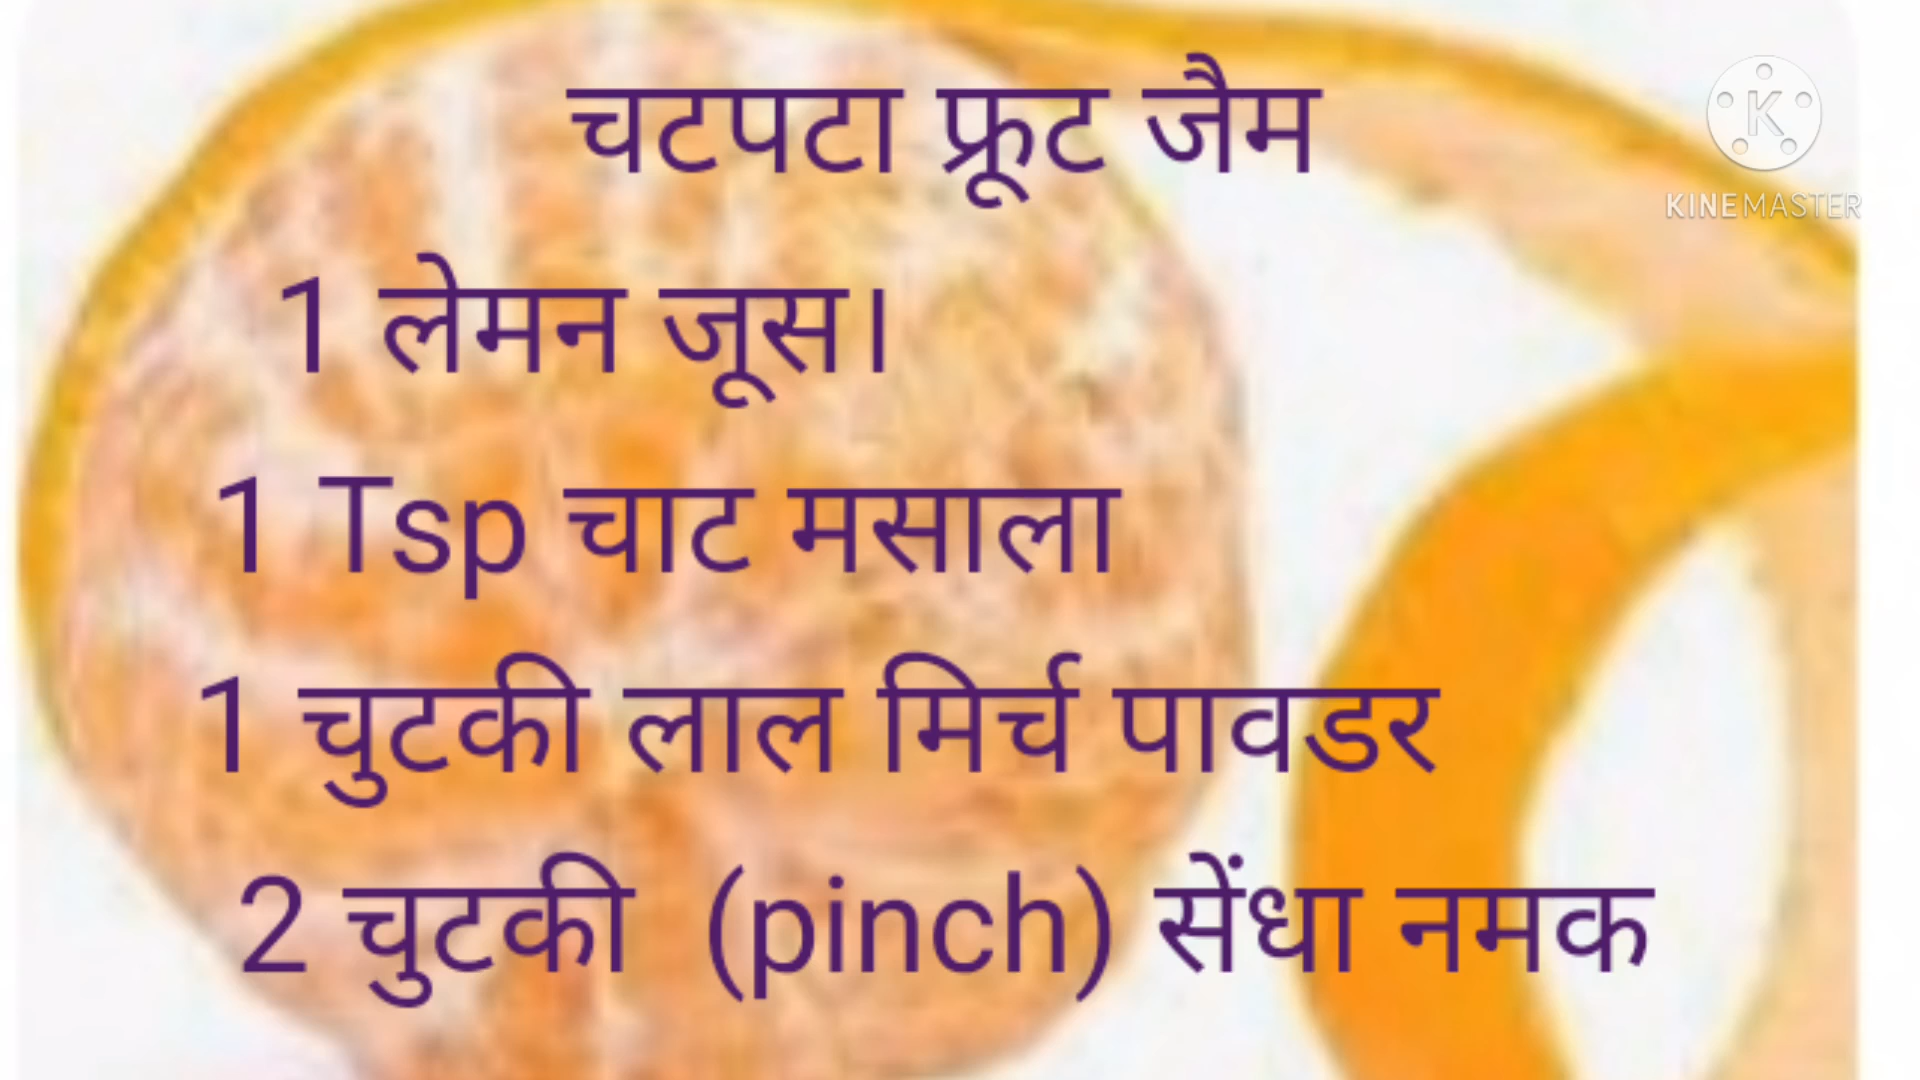 चटपटा फ्रूट जैम
K
KINEMASTER
1 लेमन जूस।
1 Tsp चाट मसाला
1 चुटकी लाल मिर्च पावडर
2 चुटकी (pinch) सेंधा नमक